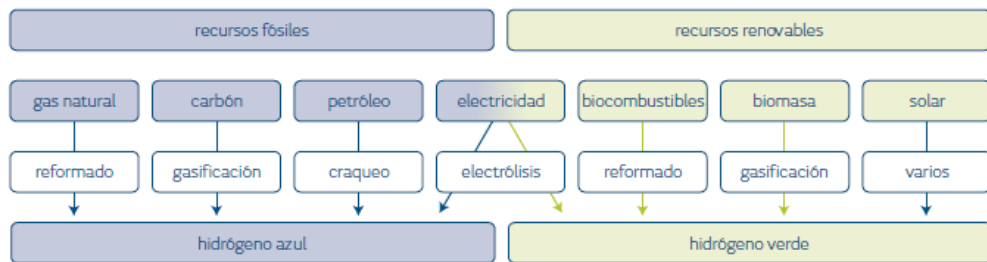 recursos fósiles
recursos renovables
gas natural
carbón
petróleo
electricidad
biocombustibles
biomasa
solar
reformado
gasificación
craqueo
electrólisis
reformado
gasificación
varios
hidrógeno azul
hidrógeno verde